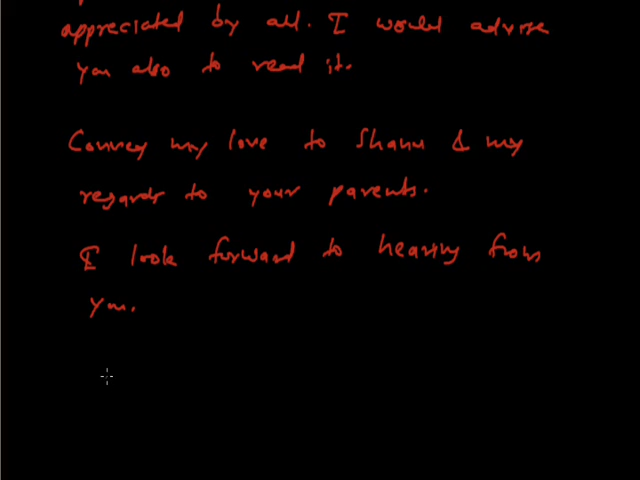 appreciated by all. I would advise
you also to read it.
Convey my love to Shanu & my
regards to your parents.
I look forward to hearing from
you.